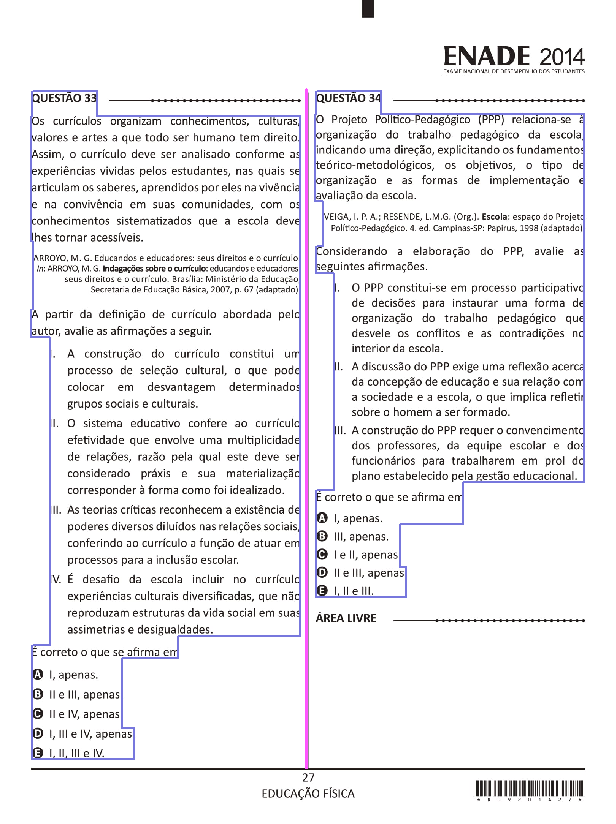 ENADE 2014
EXAME NACIONAL DE DESEMPENHO DOS ESTUDANTES
QUESTÃO 33
Os currículos organizam conhecimentos, culturas,
valores e artes a que todo ser humano tem direito.
Assim, o currículo deve ser analisado conforme as
experiências vividas pelos estudantes, nas quais se
articulam os saberes, aprendidos por eles na vivência
e na convivência em suas comunidades, com os
conhecimentos sistematizados que a escola deve
lhes tornar acessíveis.
ARROYO, M. G. Educandos e educadores: seus direitos e o currículo.
In: ARROYO, M. G. Indagações sobre o currículo: educandos e educadores
seus direitos e o currículo. Brasília: Ministério da Educação,
Secretaria de Educação Básica, 2007, p. 67 (adaptado).
A partir da definição de currículo abordada pelo
autor, avalie as afirmações a seguir.
I. A construção do currículo constitui um
processo de seleção cultural, o que pode
colocar em desvantagem determinados
grupos sociais e culturais.
II. O sistema educativo confere ao currículo
efetividade que envolve uma multiplicidade
de relações, razão pela qual este deve ser
considerado práxis e sua materialização
corresponder à forma como foi idealizado.
III. As teorias críticas reconhecem a existência de
poderes diversos diluídos nas relações sociais,
conferindo ao currículo a função de atuar em
processos para a inclusão escolar.
IV. É desafio da escola incluir no currículo
experiências culturais diversificadas, que não
reproduzam estruturas da vida social em suas
assimetrias e desigualdades.
É correto o que se afirma em
A I, apenas.
B II e III, apenas
C II e IV, apenas
D I, III e IV, apenas
E I, II, III e IV.
QUESTÃO 34
O Projeto Político-Pedagógico (PPP) relaciona-se à
organização do trabalho pedagógico da escola,
indicando uma direção, explicitando os fundamentos
teórico-metodológicos, os objetivos, o tipo de
organização e as formas de implementação e
avaliação da escola.
VEIGA, I. P. A.; RESENDE, L.M.G. (Org.). Escola: espaço do Projeto
Político-Pedagógico. 4. ed. Campinas-SP: Papirus, 1998 (adaptado).
Considerando a elaboração do PPP, avalie as
seguintes afirmações.
I. O PPP constitui-se em processo participativo
de decisões para instaurar uma forma de
organização do trabalho pedagógico que
desvele os conflitos e as contradições no
interior da escola.
II. A discussão do PPP exige uma reflexão acerca
da concepção de educação e sua relação com
a sociedade e a escola, o que implica refletir
sobre o homem a ser formado.
III. A construção do PPP requer o convencimento
dos professores, da equipe escolar e dos
funcionários para trabalharem em prol do
plano estabelecido pela gestão educacional.
É correto o que se afirma em
A I, apenas.
B III, apenas.
C I e II, apenas
D II e III, apenas
E I, II e III.
ÁREA LIVRE
27
EDUCAÇÃO FÍSICA